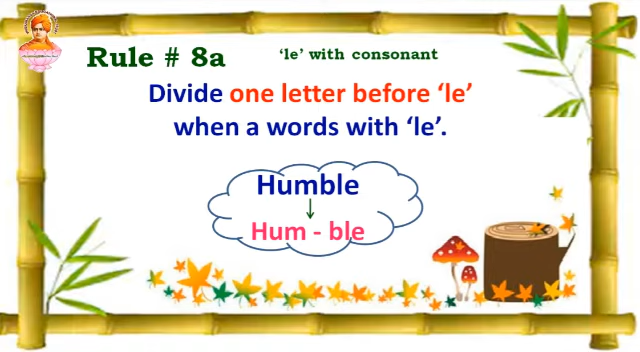 Rule # 8a
‘le’ with consonant
Divide one letter before ‘le’
when a words with ‘le’.
Humble
Hum - ble